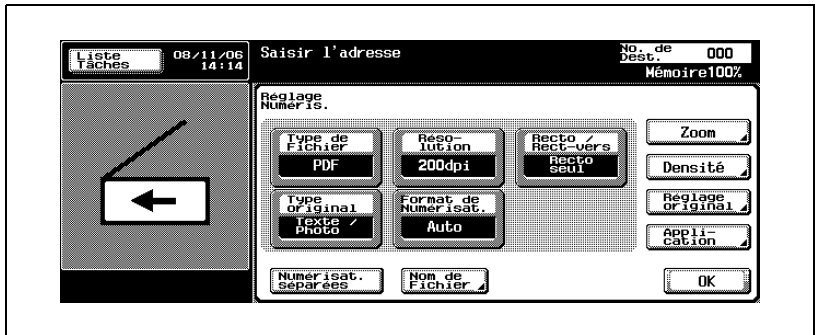 Liste
Tâches
08/11/06
14:14
Saisir l'adresse
No. de
Dest.
000
Mémoire100%
Réglage
Numéris.
Type de
Fichier
PDF
Réso-
lution
200dpi
Recto /
Rect-vers
Recto
seul
Zoom
Densité
Type
original
Texte /
Photo
Format de
Numérisat.
Auto
Réglage
original
Appli-
cation
Numérisat.
séparées
Nom de
Fichier
OK